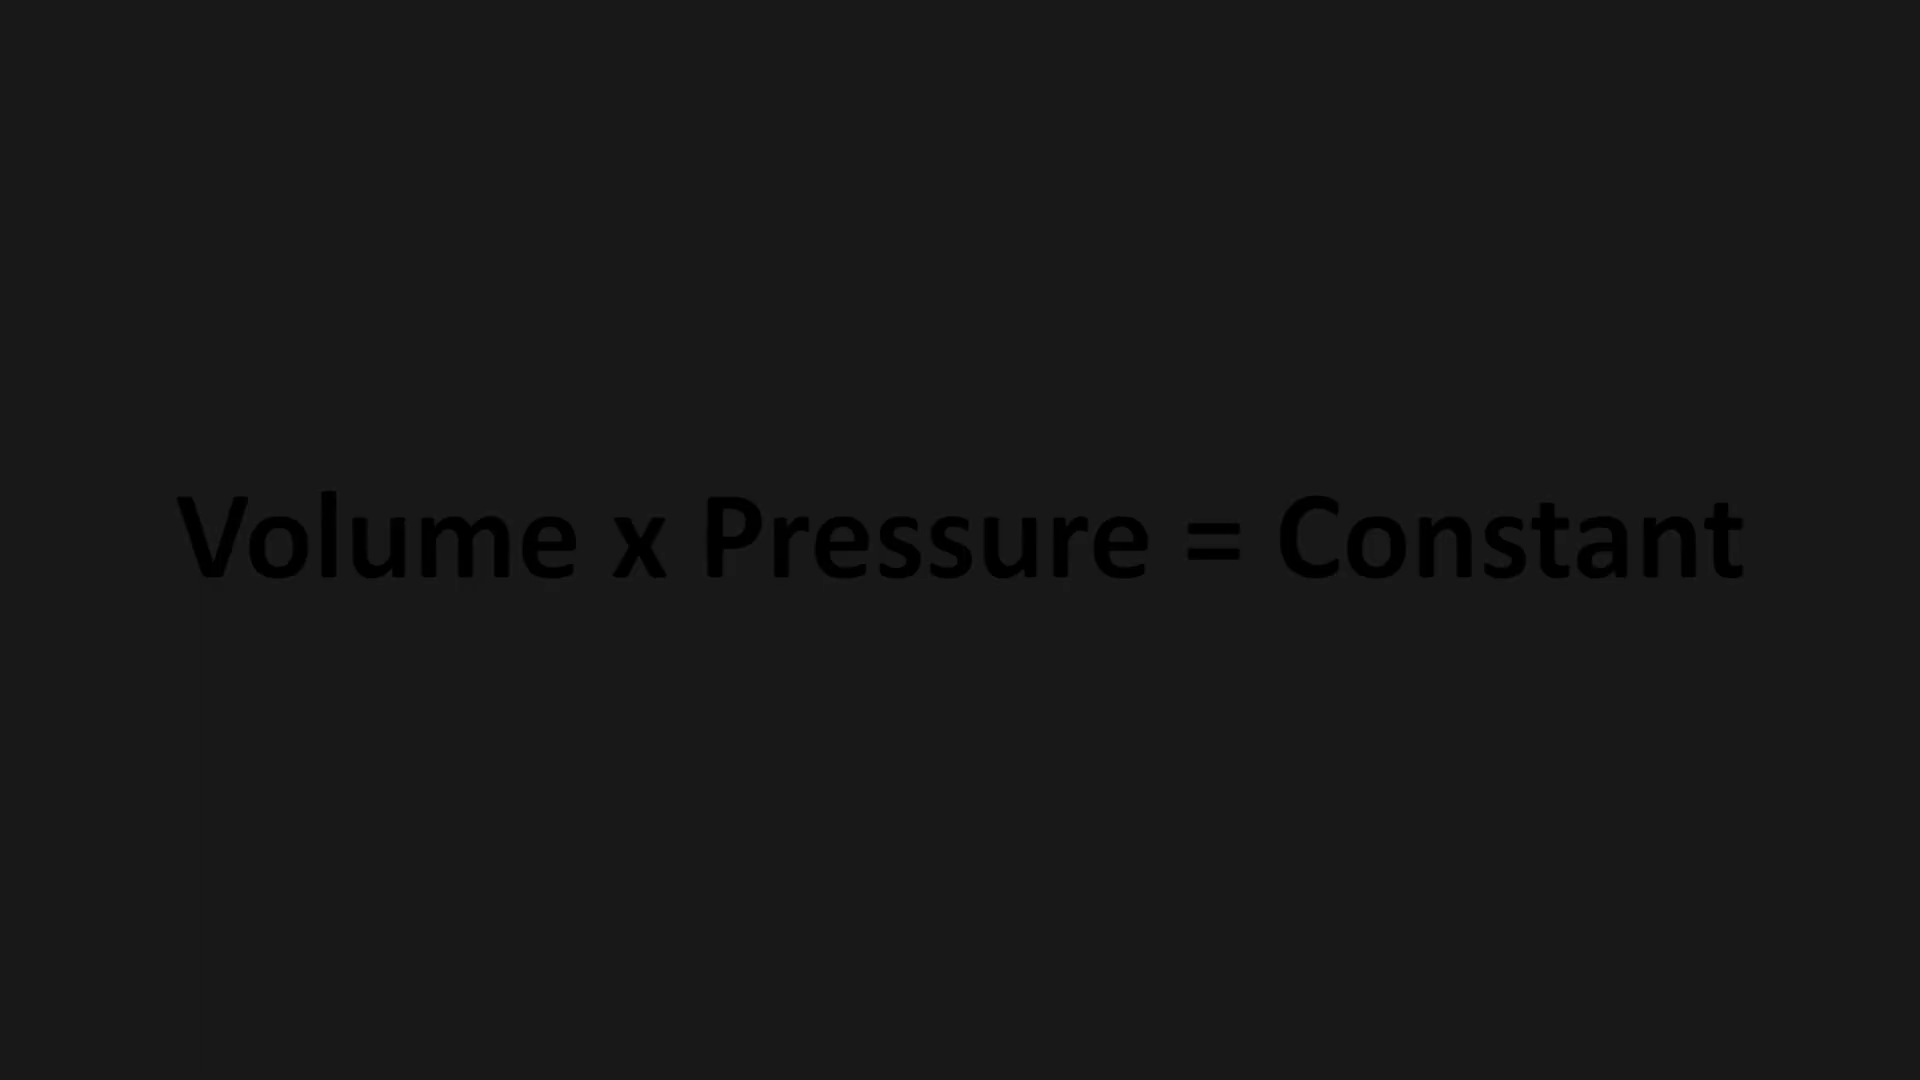 Volume x Pressure = Constant